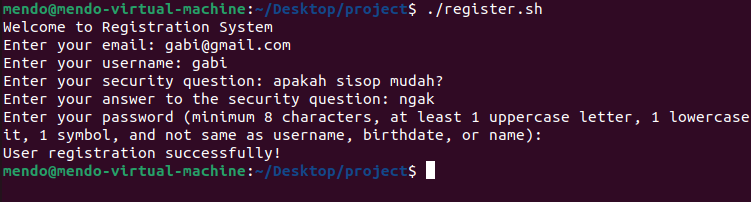 mendo@mendo-virtual-machine:~/Desktop/project$ ./register.sh
Welcome to Registration System
Enter your email: gabi@gmail.com
Enter your username: gabi
Enter your security question: apakah sisop mudah?
Enter your answer to the security question: ngak
Enter your password (minimum 8 characters, at least 1 uppercase letter, 1 lowercase
it, 1 symbol, and not same as username, birthdate, or name):
User registration successfully!
mendo@mendo-virtual-machine:~/Desktop/project$